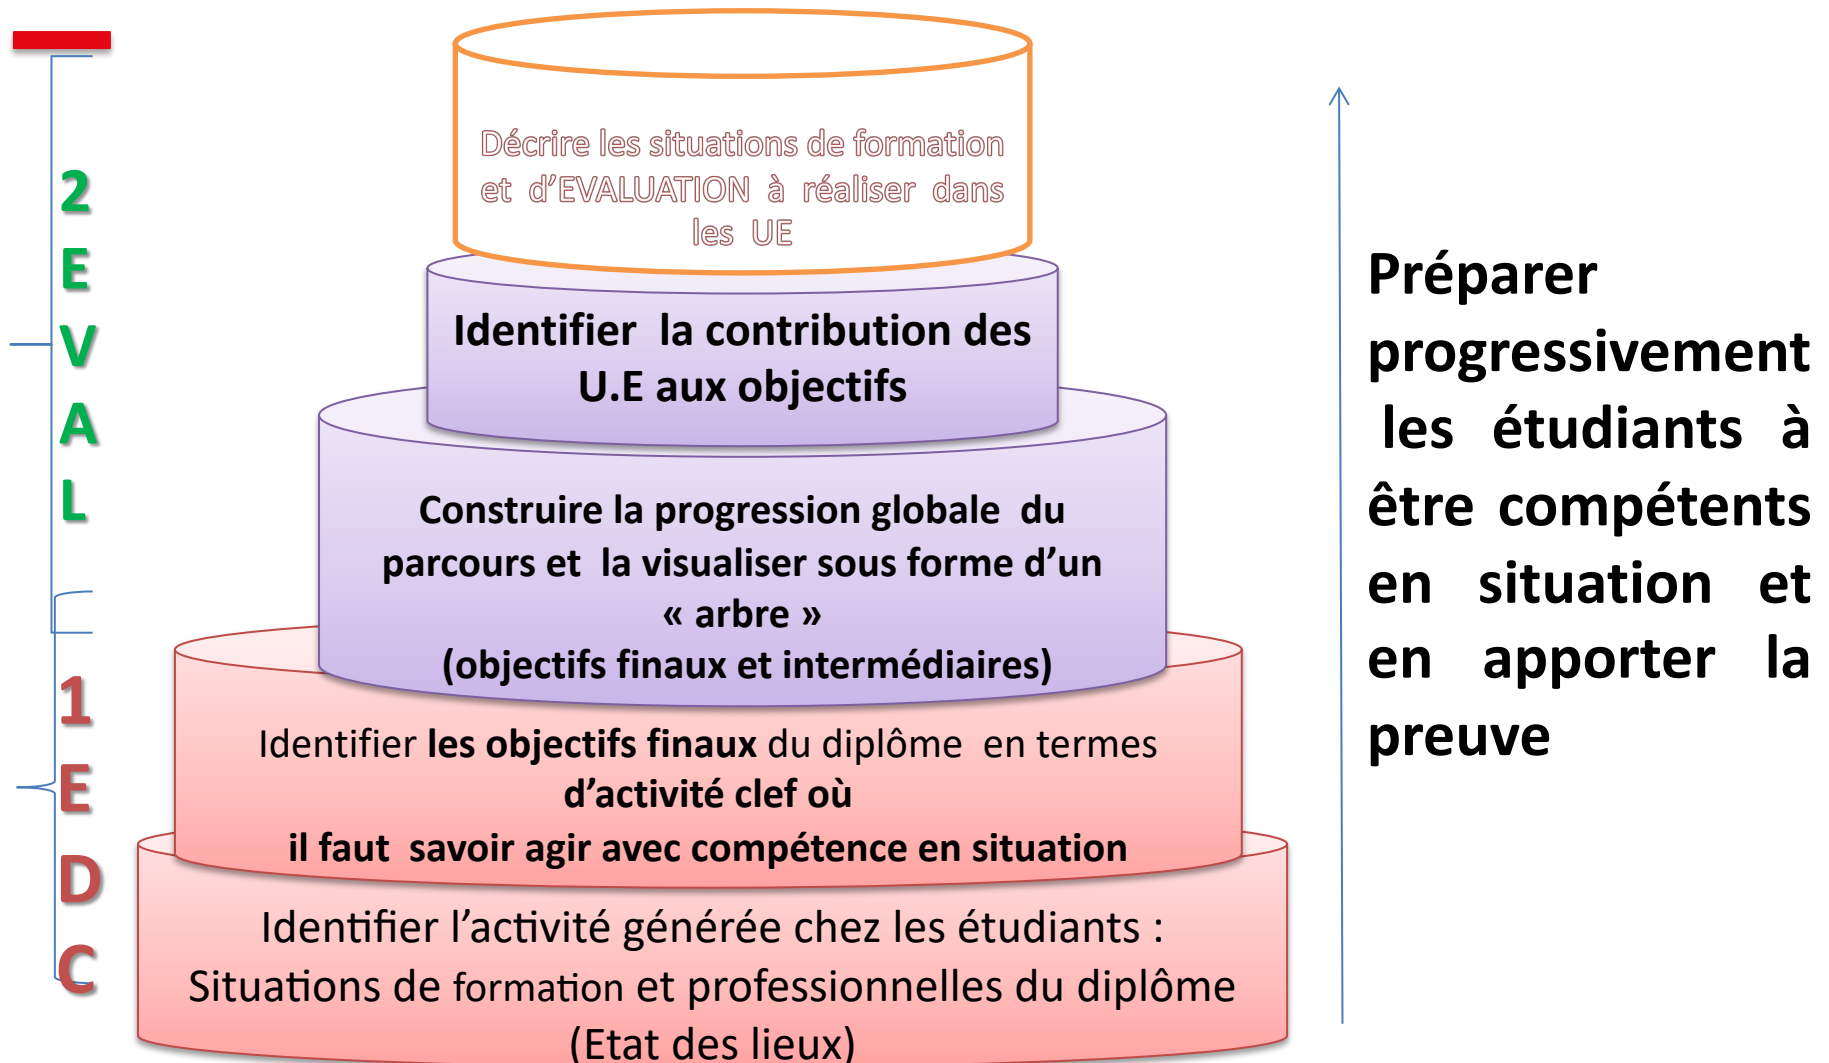 2
E
V
A
L
1
E
D
C
Décrire les situations de formation
et d’EVALUATION à réaliser dans
les UE
Identifier la contribution des
U.E aux objectifs
Construire la progression globale du
parcours et la visualiser sous forme d’un
« arbre »
(objectifs finaux et intermédiaires)
Identifier les objectifs finaux du diplôme en termes
d’activité clef où
il faut savoir agir avec compétence en situation
Identifier l’activité générée chez les étudiants :
Situations de formation et professionnelles du diplôme
(Etat des lieux)
Préparer
progressivement
les étudiants à
être compétents
en situation et
en apporter la
preuve